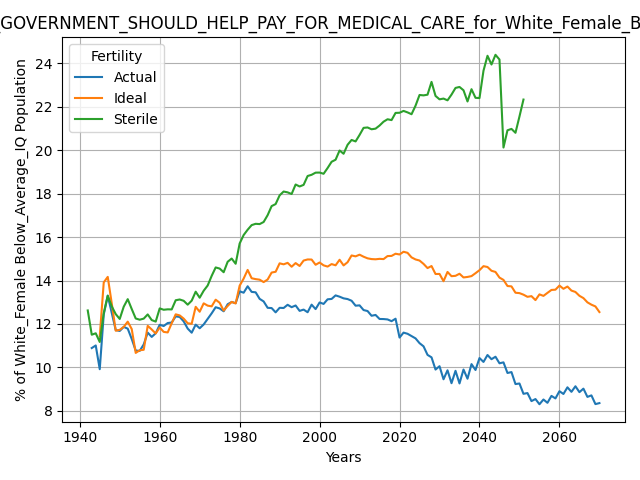 _GOVERNMENT_SHOULD_HELP_PAY_FOR_MEDICAL_CARE_for_White_Female_B
Fertility
Actual
Ideal
Sterile
% of White_Female Below_Average_IQ Population
24
22
20
18
16
14
12
10
8
1940 1960 1980 2000 2020 2040 2060
Years